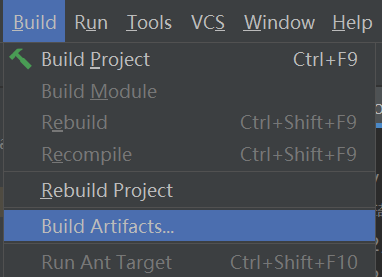 Build Run Tools VCS Window Help
Build Project Ctrl+F9
Build Module
Rebuild Ctrl+Shift+F9
Recompile Ctrl+Shift+F9
Rebuild Project
Build Artifacts...
Run Ant Target Ctrl+Shift+F10